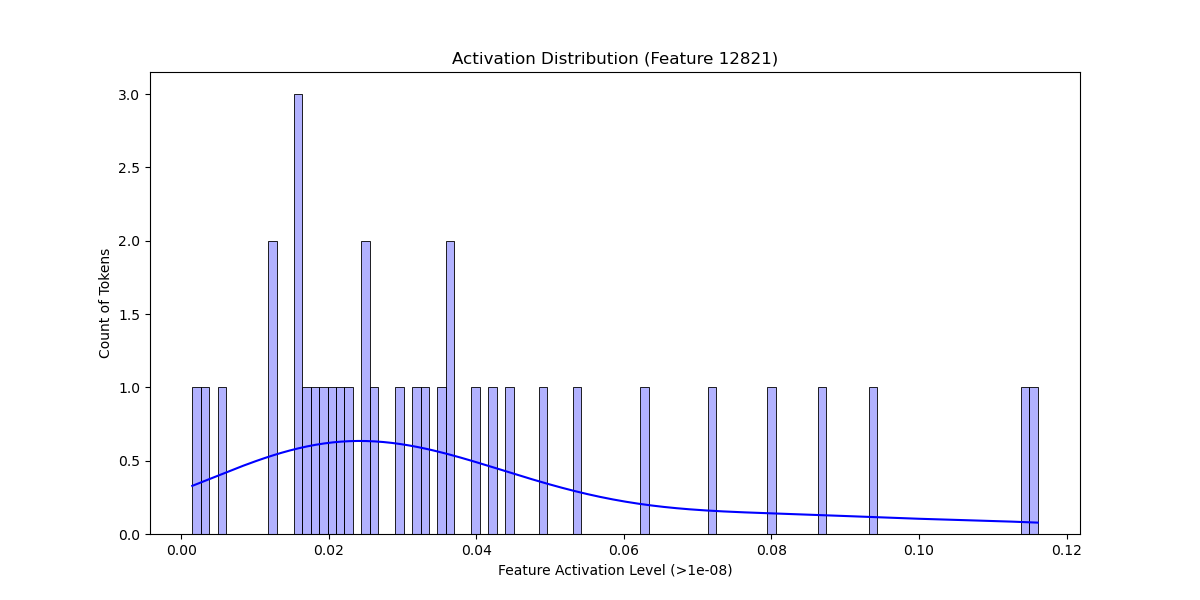 Activation Distribution (Feature 12821)
3.0
2.5
2.0
1.5
1.0
0.5
0.0
Count of Tokens
0.00 0.02 0.04 0.06 0.08 0.10 0.12
Feature Activation Level (>1e-08)